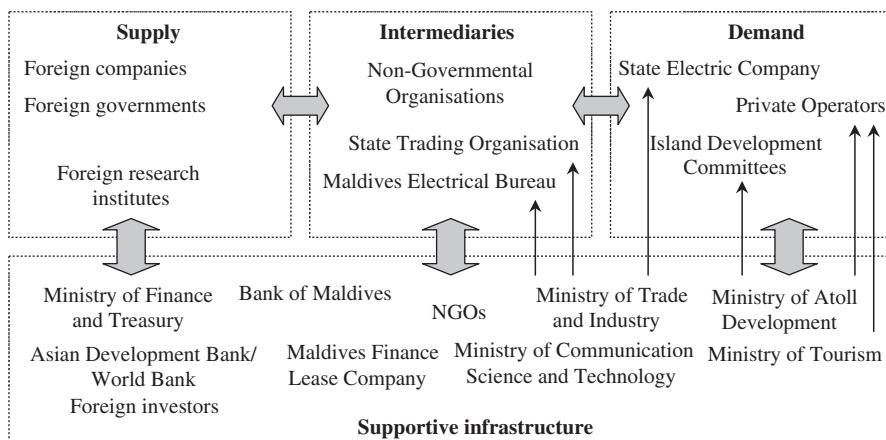 Supply
Foreign companies
Foreign governments
Foreign research
institutes
Intermediaries
Non-Governmental
Organisations
State Trading Organisation
Maldives Electrical Bureau
Demand
State Electric Company
Private Operators
Island Development
Committees
Ministry of Finance
and Treasury
Bank of Maldives
NGOs
Ministry of Trade
and Industry
Ministry of Atoll
Development
Asian Development Bank/
World Bank
Foreign investors
Maldives Finance
Lease Company
Ministry of Communication
Science and Technology
Ministry of Tourism
Supportive infrastructure